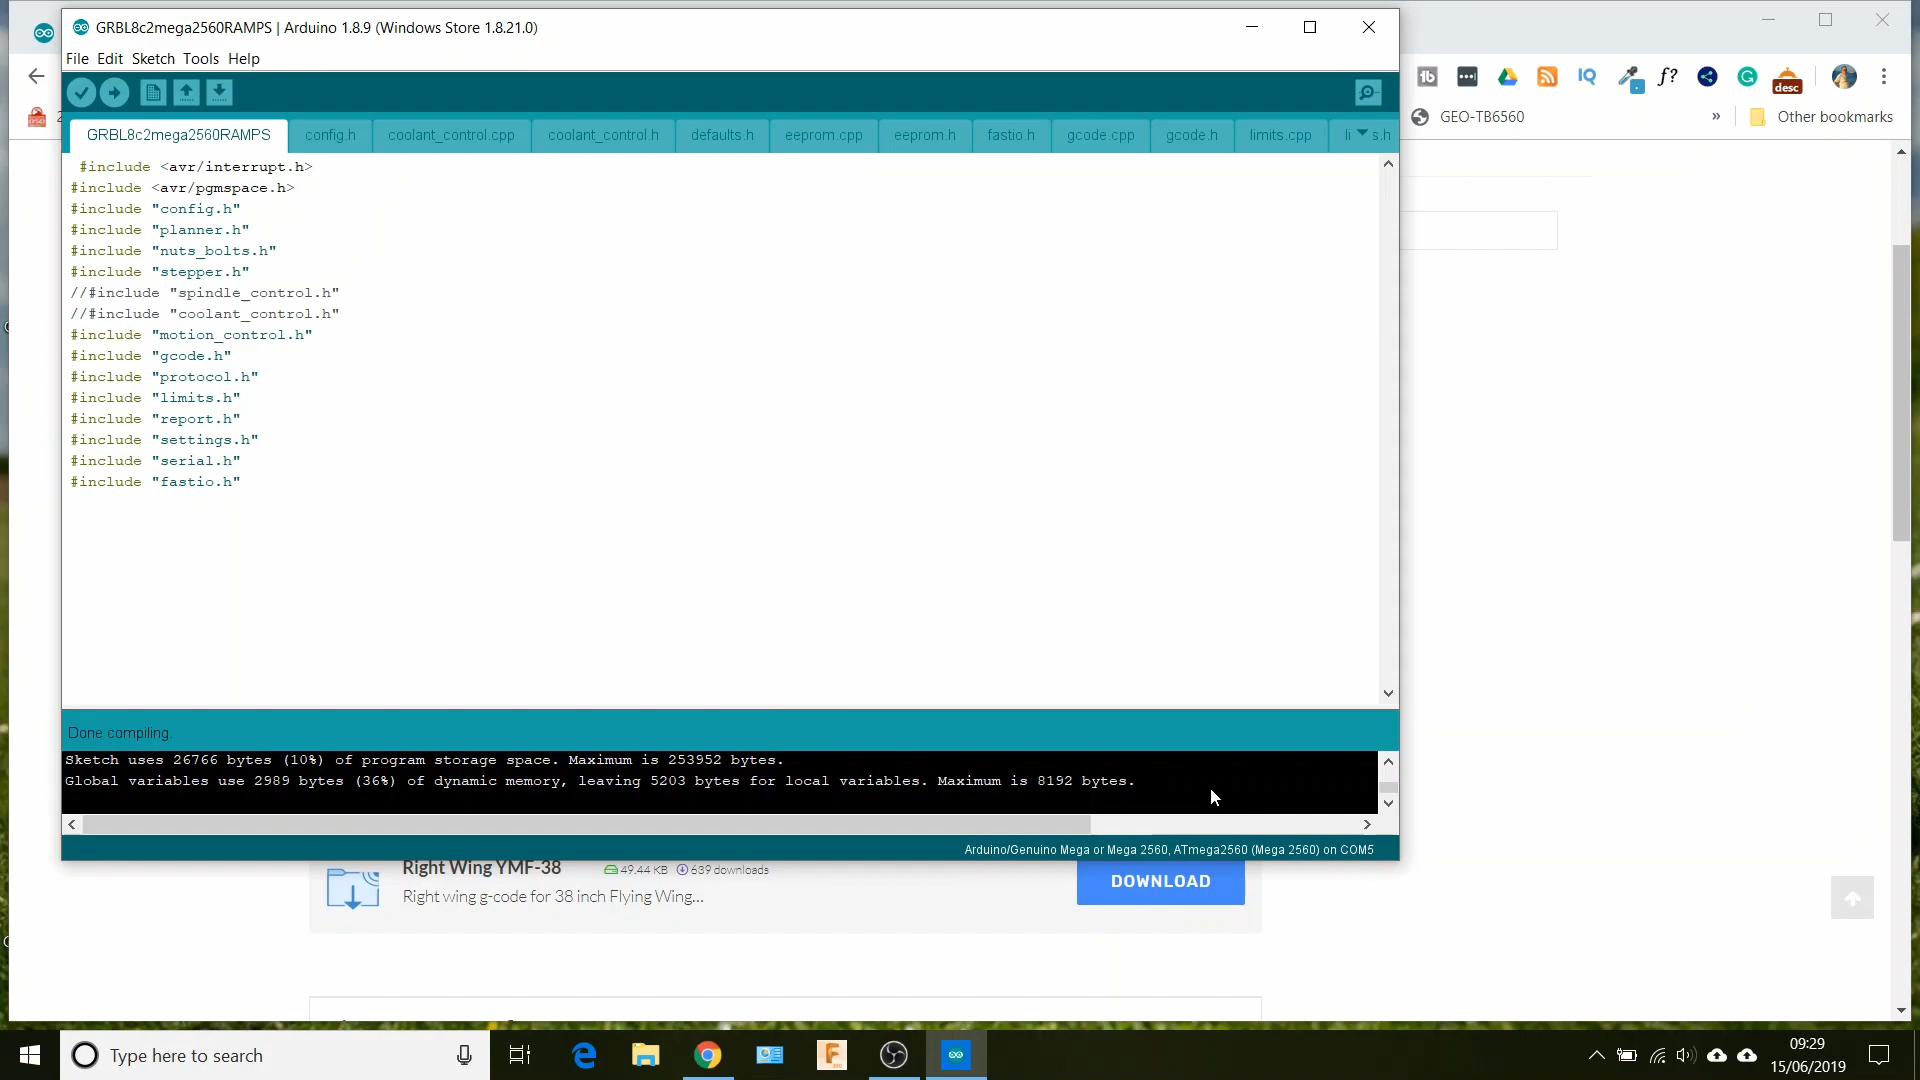 GRBL8c2mega2560RAMPS | Arduino 1.8.9 (Windows Store 1.8.21.0)
File Edit Sketch Tools Help
desc
GEO-TB6560
»
Other bookmarks
GRBL8c2mega2560RAMPS config.h coolant_control.cpp coolant_control.h defaults.h eeprom.cpp eeprom.h fastio.h gcode.cpp gcode.h limits.cpp li s.h
#include <avr/interrupt.h>
#include <avr/pgmspace.h>
#include "config.h"
#include "planner.h"
#include "nuts_bolts.h"
#include "stepper.h"
//#include "spindle_control.h"
//#include "coolant_control.h"
#include "motion_control.h"
#include "gcode.h"
#include "protocol.h"
#include "limits.h"
#include "report.h"
#include "settings.h"
#include "serial.h"
#include "fastio.h"
Done compiling.
Sketch uses 26766 bytes (10%) of program storage space. Maximum is 253952 bytes.
Global variables use 2989 bytes (36%) of dynamic memory, leaving 5203 bytes for local variables. Maximum is 8192 bytes.
Arduino/Genuino Mega or Mega 2560, ATmega2560 (Mega 2560) on COM5
Right Wing YMF-38 49.44 KB 639 downloads
Right wing g-code for 38 inch Flying Wing...
DOWNLOAD
Type here to search
09:29
15/06/2019